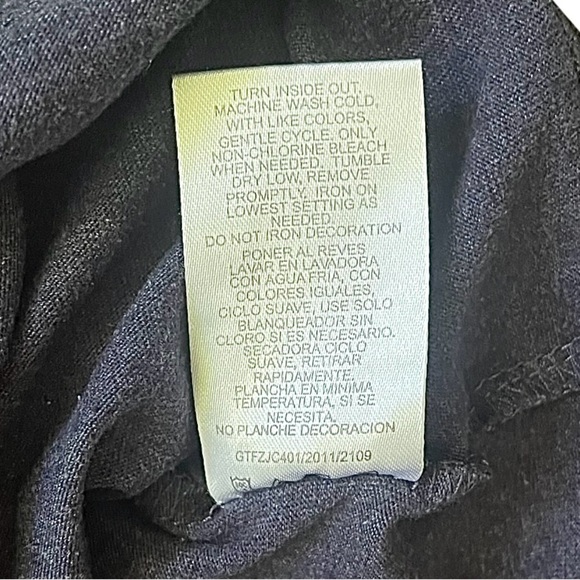 TURN INSIDE OUT,
MACHINE WASH COLD,
WITH LIKE COLORS,
GENTLE CYCLE. ONLY
NON-CHLORINE BLEACH
WHEN NEEDED. TUMBLE
DRY LOW, REMOVE
PROMPTLY. IRON ON
LOWEST SETTING AS
NEEDED.
DO NOT IRON DECORATION
PONER AL REVES
LAVAR EN LAVADORA
CON AGUA FRIA, CON
COLORES IGUALES,
CICLO SUAVE, USE SOLO
BLANQUEADOR SIN
CLORO SI ES NECESARIO.
SECADORA CICLO
SUAVE, RETIRAR
RAPIDAMENTE.
PLANCHA EN MINIMA
TEMPERATURA, SI SE
NECESITA.
NO PLANCHE DECORACION
GTFZJC401/2011/2109